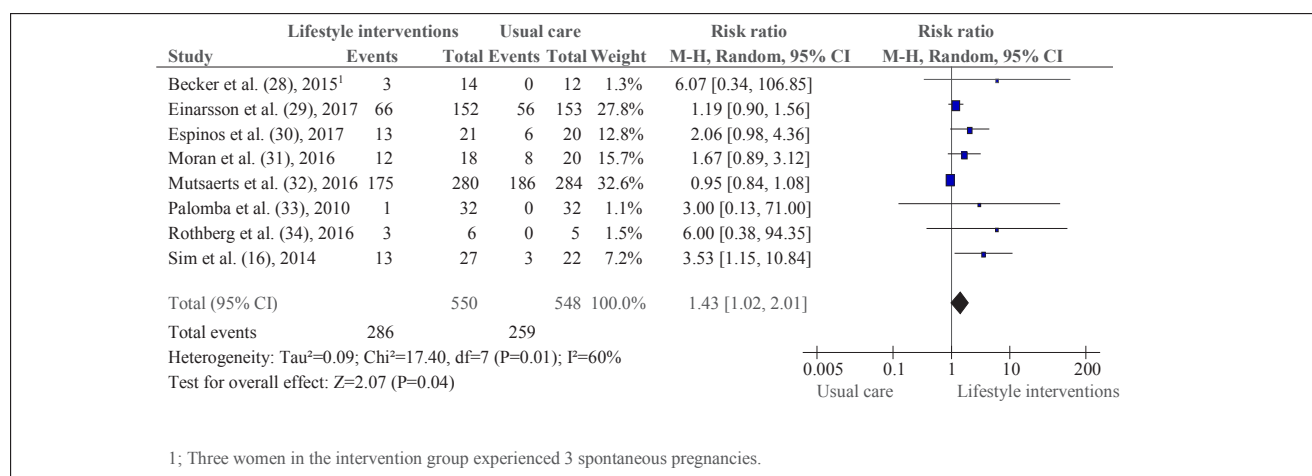 Lifestyle interventions Usual care Risk ratio Risk ratio
Study Events Total Events Total Weight M-H, Random, 95% CI M-H, Random, 95% CI
Becker et al. (28), 2015¹ 3 14 0 12 1.3% 6.07 [0.34, 106.85]
Einarsson et al. (29), 2017 66 152 56 153 27.8% 1.19 [0.90, 1.56]
Espinos et al. (30), 2017 13 21 6 20 12.8% 2.06 [0.98, 4.36]
Moran et al. (31), 2016 12 18 8 20 15.7% 1.67 [0.89, 3.12]
Mutsaerts et al. (32), 2016 175 280 186 284 32.6% 0.95 [0.84, 1.08]
Palomba et al. (33), 2010 1 32 0 32 1.1% 3.00 [0.13, 71.00]
Rothberg et al. (34), 2016 3 6 0 5 1.5% 6.00 [0.38, 94.35]
Sim et al. (16), 2014 13 27 3 22 7.2% 3.53 [1.15, 10.84]
Total (95% CI) 550 548 100.0% 1.43 [1.02, 2.01]
Total events 286 259
Heterogeneity: Tau²=0.09; Chi²=17.40, df=7 (P=0.01); I²=60%
Test for overall effect: Z=2.07 (P=0.04)
0.005 0.1 1 10 200
Usual care Lifestyle interventions
1; Three women in the intervention group experienced 3 spontaneous pregnancies.